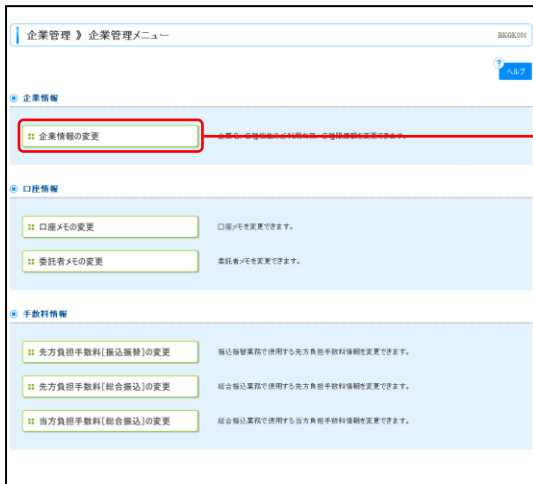 企業管理 》 企業管理メニュー
BKGK001
? ヘルプ
企業情報
企業情報の変更
口座情報
口座メモの変更
口座メモを変更できます。
委託者メモの変更
委託者メモを変更できます。
手数料情報
先方負担手数料[振込振替]の変更
振込振替業務で使用する先方負担手数料情報を変更できます。
先方負担手数料[総合振込]の変更
総合振込業務で使用する先方負担手数料情報を変更できます。
当方負担手数料[総合振込]の変更
総合振込業務で使用する当方負担手数料情報を変更できます。